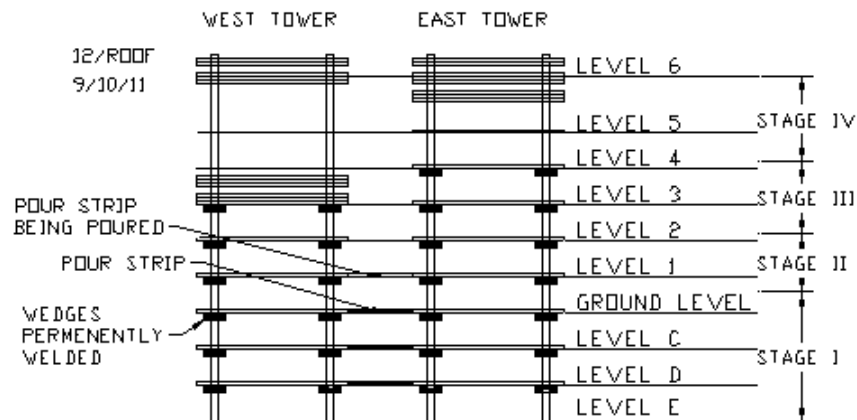 WEST TOWER
EAST TOWER
12/ROOF
9/10/11
LEVEL 6
LEVEL 5
STAGE IV
LEVEL 4
LEVEL 3
STAGE III
POUR STRIP
BEING POURED
LEVEL 2
POUR STRIP
LEVEL 1
STAGE II
GROUND LEVEL
WEDGES
PERMENENTLY
WELDED
LEVEL C
STAGE I
LEVEL D
LEVEL E